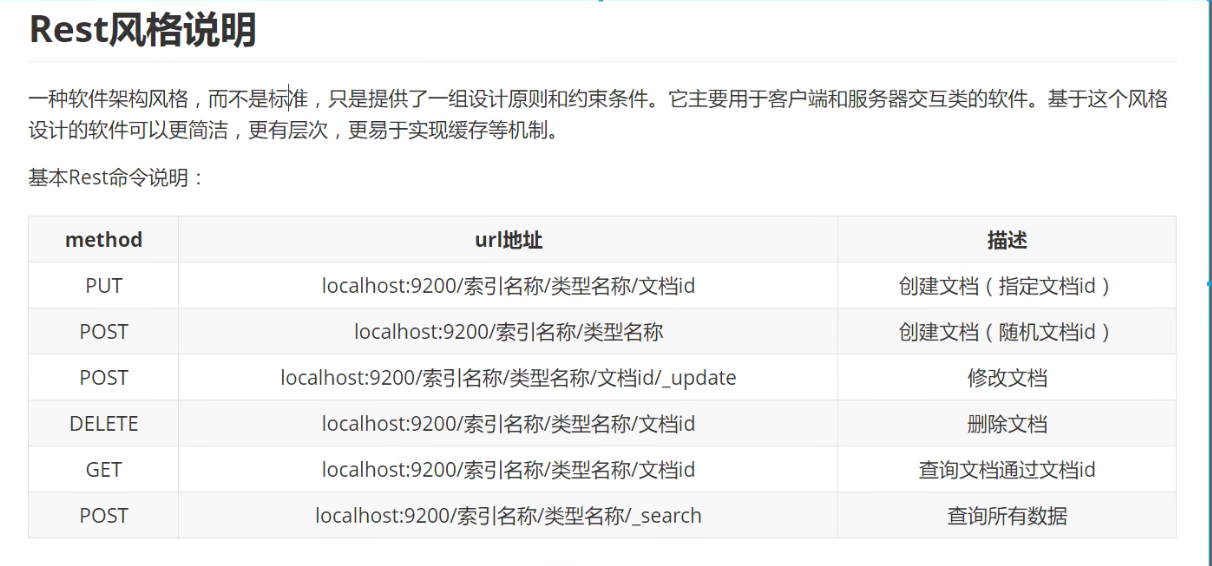 Rest风格说明
一种软件架构风格，而不是标准，只是提供了一组设计原则和约束条件。它主要用于客户端和服务器交互类的软件。基于这个风格
设计的软件可以更简洁，更有层次，更易于实现缓存等机制。
基本Rest命令说明：
method url地址 描述
PUT localhost:9200/索引名称/类型名称/文档id 创建文档（指定文档id）
POST localhost:9200/索引名称/类型名称 创建文档（随机文档id）
POST localhost:9200/索引名称/类型名称/文档id/_update 修改文档
DELETE localhost:9200/索引名称/类型名称/文档id 删除文档
GET localhost:9200/索引名称/类型名称/文档id 查询文档通过文档id
POST localhost:9200/索引名称/类型名称/_search 查询所有数据